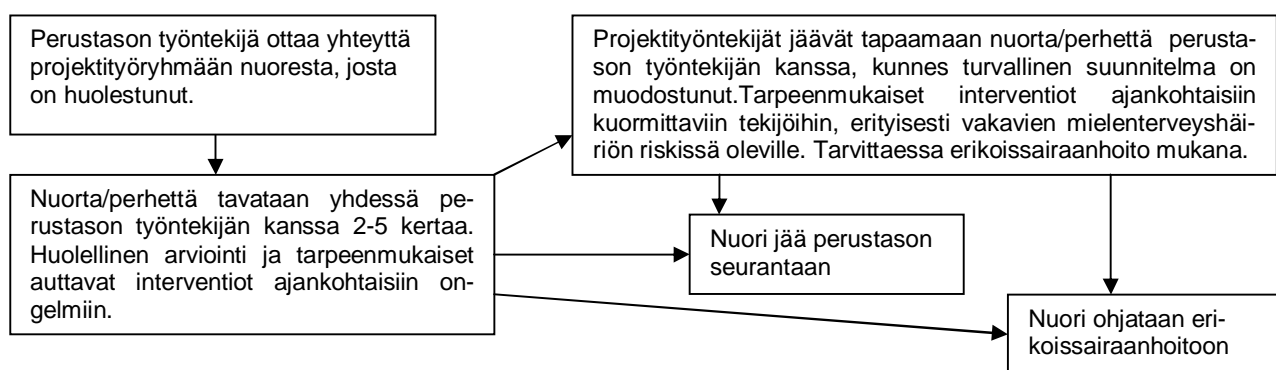 Perustason työntekijä ottaa yhteyttä
projektityöryhmään nuoresta, josta
on huolestunut.
Projektityöntekijät jäävät tapaamaan nuorta/perhettä perusta-
son työntekijän kanssa, kunnes turvallinen suunnitelma on
muodostunut.Tarpeenmukaiset interventiot ajankohtaisiin
kuormittaviin tekijöihin, erityisesti vakavien mielenterveyshäi-
riön riskissä oleville. Tarvittaessa erikoissairaanhoito mukana.
Nuorta/perhettä tavataan yhdessä pe-
rustason työntekijän kanssa 2-5 kertaa.
Huolellinen arviointi ja tarpeenmukaiset
auttavat interventiot ajankohtaisiin on-
gelmiin.
Nuori jää perustason
seurantaan
Nuori ohjataan eri-
koissairaanhoitoon